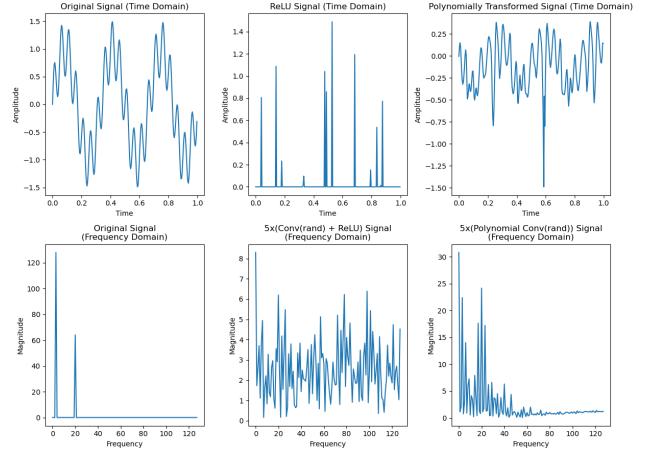 Original Signal (Time Domain)
1.5
1.0
0.5
0.0
-0.5
-1.0
-1.5
Amplitude
0.0 0.2 0.4 0.6 0.8 1.0
Time
ReLU Signal (Time Domain)
1.4
1.2
1.0
0.8
0.6
0.4
0.2
0.0
Amplitude
0.0 0.2 0.4 0.6 0.8 1.0
Time
Polynomially Transformed Signal (Time Domain)
0.25
0.00
-0.25
-0.50
-0.75
-1.00
-1.25
-1.50
Amplitude
0.0 0.2 0.4 0.6 0.8 1.0
Time
Original Signal
(Frequency Domain)
120
100
80
60
40
20
0
Magnitude
0 20 40 60 80 100 120
Frequency
5x(Conv(rand) + ReLU) Signal
(Frequency Domain)
8
7
6
5
4
3
2
1
0
Magnitude
0 20 40 60 80 100 120
Frequency
5x(Polynomial Conv(rand)) Signal
(Frequency Domain)
30
25
20
15
10
5
0
Magnitude
0 20 40 60 80 100 120
Frequency